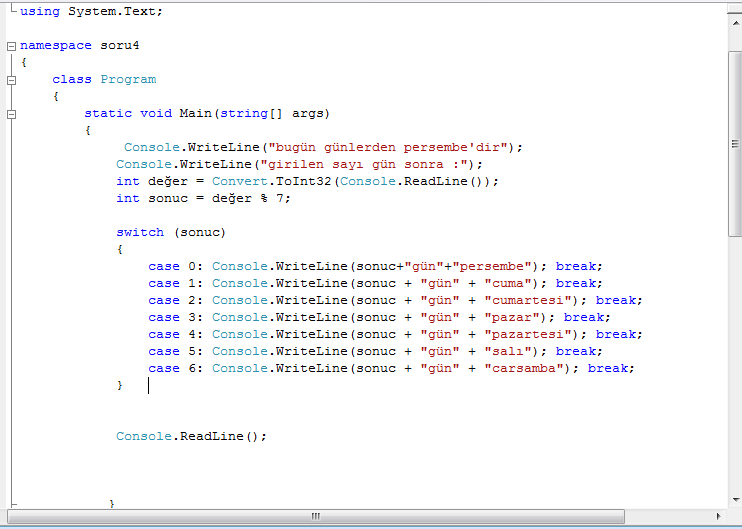 using System.Text;
namespace soru4
{
class Program
{
static void Main(string[] args)
{
Console.WriteLine("bugün günlerden persembe'dir");
Console.WriteLine("girilen sayı gün sonra :");
int değer = Convert.ToInt32(Console.ReadLine());
int sonuc = değer % 7;
switch (sonuc)
{
case 0: Console.WriteLine(sonuc+"gün"+"persembe"); break;
case 1: Console.WriteLine(sonuc + "gün" + "cuma"); break;
case 2: Console.WriteLine(sonuc + "gün" + "cumartesi"); break;
case 3: Console.WriteLine(sonuc + "gün" + "pazar"); break;
case 4: Console.WriteLine(sonuc + "gün" + "pazartesi"); break;
case 5: Console.WriteLine(sonuc + "gün" + "salı"); break;
case 6: Console.WriteLine(sonuc + "gün" + "carsamba"); break;
}
Console.ReadLine();
}